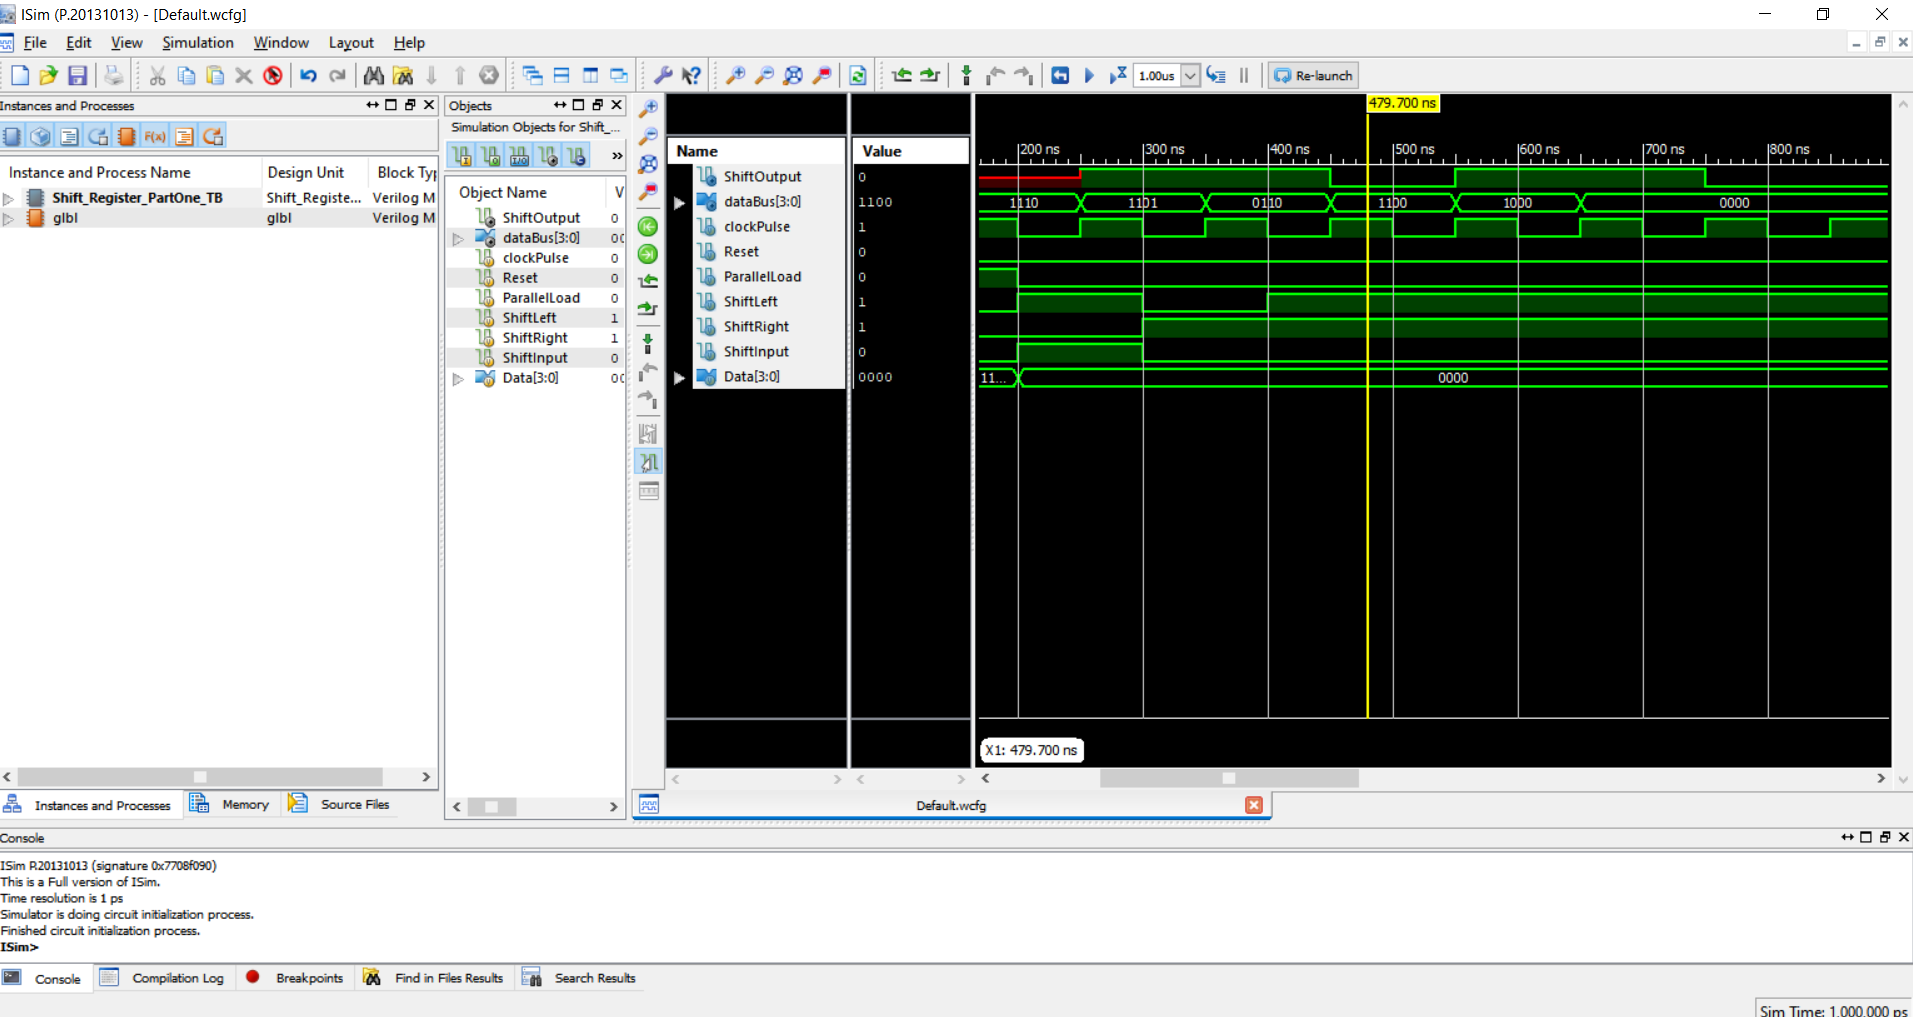 ISim (P.20131013) - [Default.wcfg]
File Edit View Simulation Window Layout Help
1.00us
Re-launch
Instances and Processes
F(x)
Instance and Process Name Design Unit Block Typ
Shift_Register_PartOne_TB Shift_Registe... Verilog M
glbl glbl Verilog M
Instances and Processes Memory Source Files
Objects
Simulation Objects for Shift_...
»
Object Name V
ShiftOutput 0
dataBus[3:0] 00
clockPulse 0
Reset 0
ParallelLoad 0
ShiftLeft 1
ShiftRight 1
ShiftInput 0
Data[3:0] 00
Name Value
ShiftOutput 0
dataBus[3:0] 1100
clockPulse 1
Reset 0
ParallelLoad 0
ShiftLeft 1
ShiftRight 1
ShiftInput 0
Data[3:0] 0000
479.700 ns
200 ns 300 ns 400 ns 500 ns 600 ns 700 ns 800 ns
1110 1101 0110 1100 1000 0000
11... 0000
X1: 479.700 ns
Default.wcfg
Console
ISim P.20131013 (signature 0x7708f090)
This is a Full version of ISim.
Time resolution is 1 ps
Simulator is doing circuit initialization process.
Finished circuit initialization process.
ISim>
Console Compilation Log Breakpoints Find in Files Results Search Results
Sim Time: 1,000,000 ps